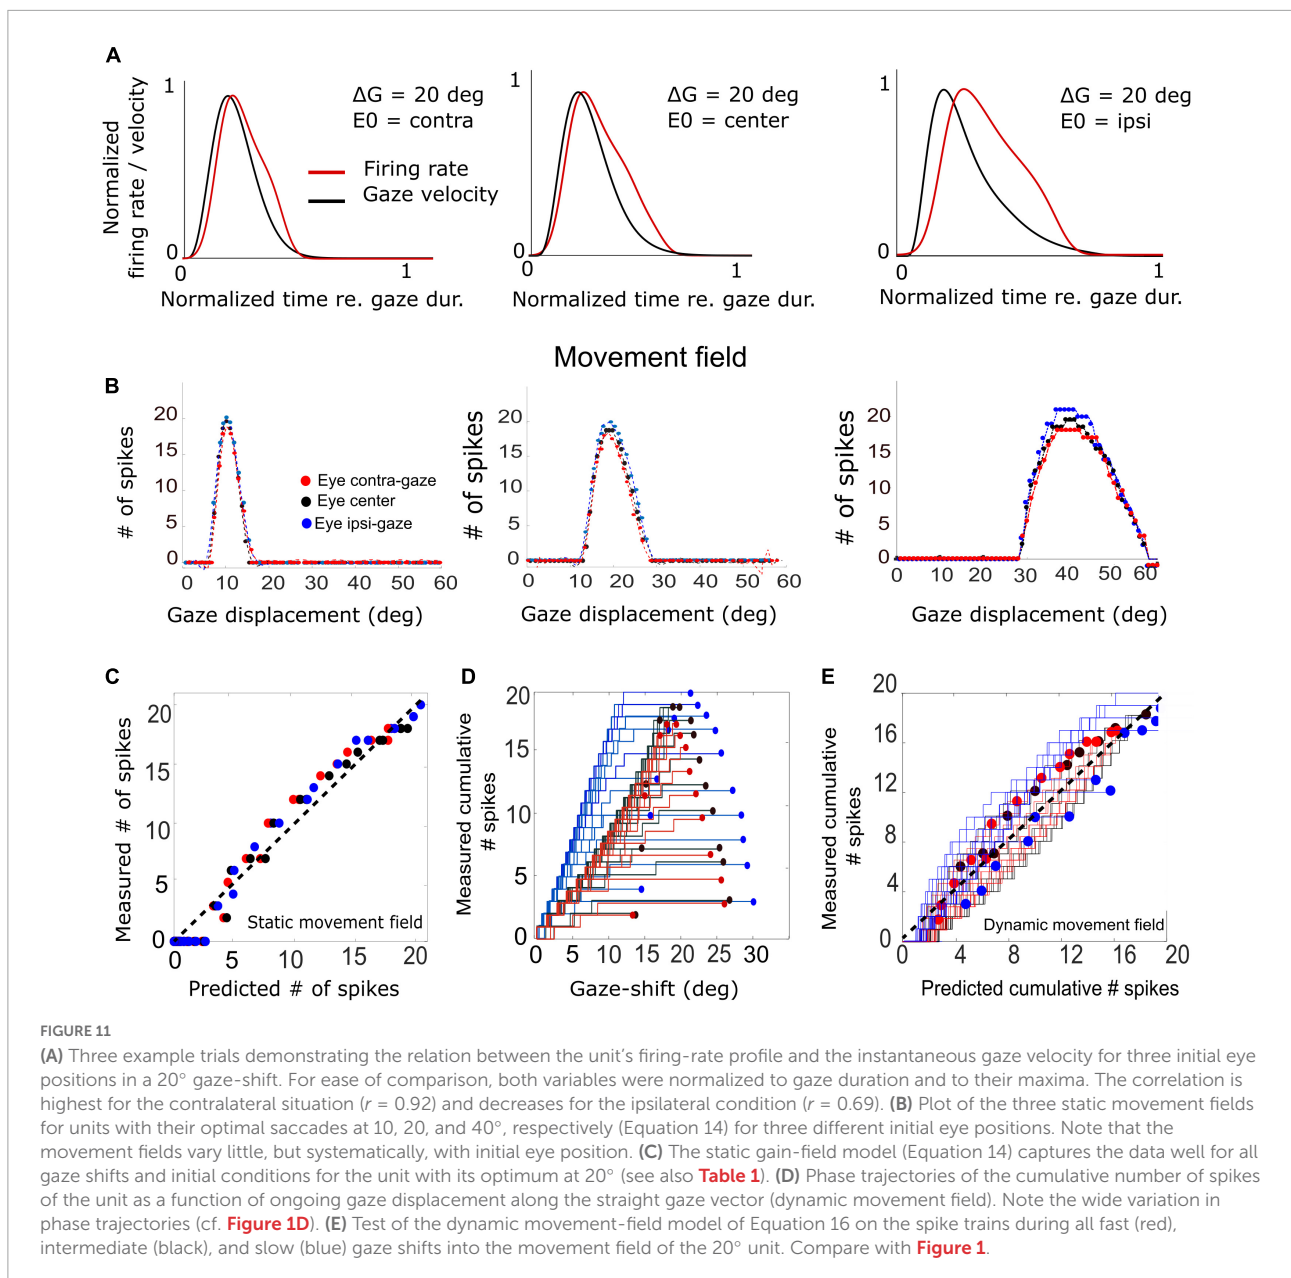 A
Normalized
firing rate / velocity
1
0
0
1
ΔG = 20 deg
E0 = contra
Firing rate
Gaze velocity
Normalized time re. gaze dur.
1
0
0
1
ΔG = 20 deg
E0 = center
Normalized time re. gaze dur.
1
0
0
1
ΔG = 20 deg
E0 = ipsi
Normalized time re. gaze dur.
Movement field
B
# of spikes
20
15
10
5
0
0 10 20 30 40 50 60
Eye contra-gaze
Eye center
Eye ipsi-gaze
Gaze displacement (deg)
# of spikes
20
15
10
5
0
0 10 20 30 40 50 60
Gaze displacement (deg)
# of spikes
20
15
10
5
0
0 10 20 30 40 50 60
Gaze displacement (deg)
C
Measured # of spikes
20
15
10
5
0
0 5 10 15 20
Static movement field
Predicted # of spikes
D
Measured cumulative
# spikes
20
15
10
5
0
0 5 10 15 20 25 30
Gaze-shift (deg)
E
Measured cumulative
# spikes
20
16
12
8
4
0
0 4 8 12 16 20
Dynamic movement field
Predicted cumulative # spikes
FIGURE 11
(A) Three example trials demonstrating the relation between the unit's firing-rate profile and the instantaneous gaze velocity for three initial eye
positions in a 20° gaze-shift. For ease of comparison, both variables were normalized to gaze duration and to their maxima. The correlation is
highest for the contralateral situation (r = 0.92) and decreases for the ipsilateral condition (r = 0.69). (B) Plot of the three static movement fields
for units with their optimal saccades at 10, 20, and 40°, respectively (Equation 14) for three different initial eye positions. Note that the
movement fields vary little, but systematically, with initial eye position. (C) The static gain-field model (Equation 14) captures the data well for all
gaze shifts and initial conditions for the unit with its optimum at 20° (see also Table 1). (D) Phase trajectories of the cumulative number of spikes
of the unit as a function of ongoing gaze displacement along the straight gaze vector (dynamic movement field). Note the wide variation in
phase trajectories (cf. Figure 1D). (E) Test of the dynamic movement-field model of Equation 16 on the spike trains during all fast (red),
intermediate (black), and slow (blue) gaze shifts into the movement field of the 20° unit. Compare with Figure 1.